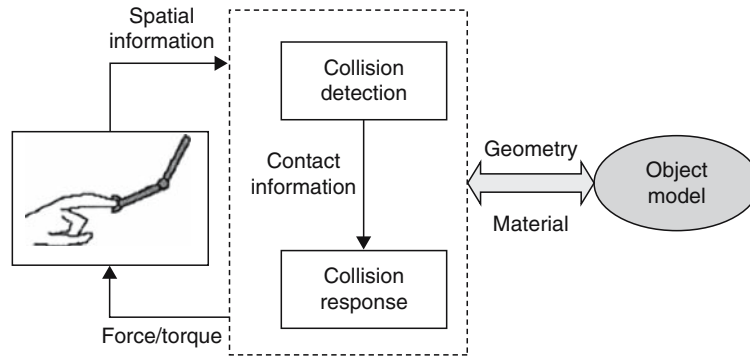 Spatial
information
Collision
detection
Contact
information
Geometry
Material
Object
model
Collision
response
Force/torque